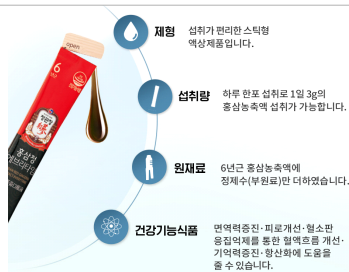 open
6
정관장
제형
섭취가 편리한 스틱형
액상제품입니다.
섭취량
하루 한포 섭취로 1일 3g의
홍삼농축액 섭취가 가능합니다.
원재료
6년근 홍삼농축액에
정제수(부원료)만 더하였습니다.
건강기능식품
면역력증진·피로개선·혈소판
응집억제를 통한 혈액흐름 개선·
기억력증진·항산화에 도움을
줄 수 있습니다.